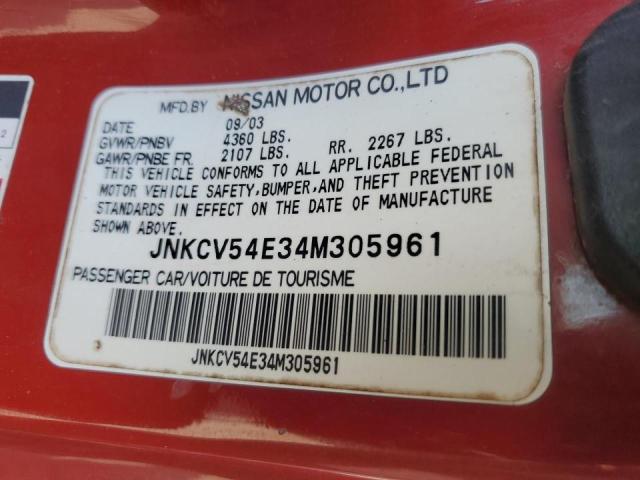 MFD.BY NISSAN MOTOR CO.,LTD
DATE 09/03
GVWR/PNBV 4360 LBS.
GAWR/PNBE FR. 2107 LBS. RR. 2267 LBS.
THIS VEHICLE CONFORMS TO ALL APPLICABLE FEDERAL
MOTOR VEHICLE SAFETY,BUMPER,AND THEFT PREVENTION
STANDARDS IN EFFECT ON THE DATE OF MANUFACTURE
SHOWN ABOVE.
JNKCV54E34M305961
PASSENGER CAR/VOITURE DE TOURISME
JNKCV54E34M305961
2